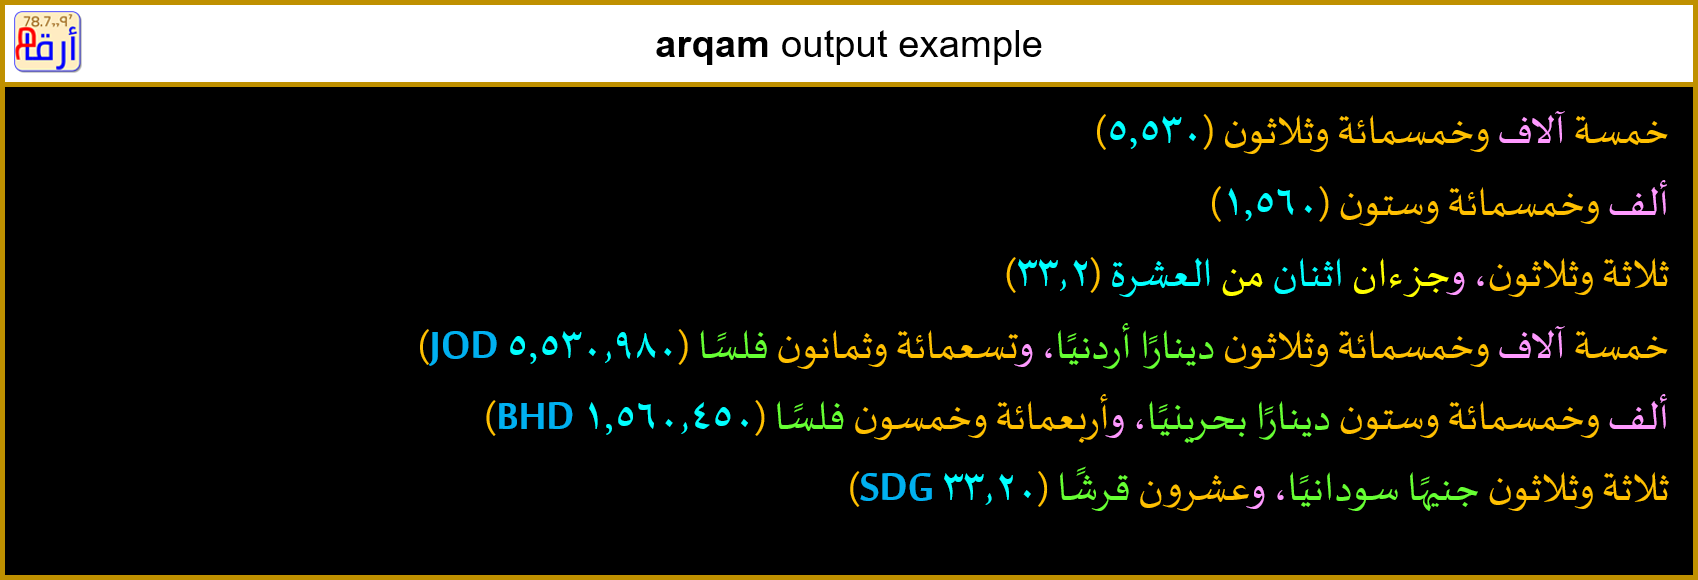 78.7,,٩٢
أرقام
arqam output example
خمسة آلاف وخمسمائة وثلاثون (٥,٥٣٠)
ألف وخمسمائة وستون (١,٥٦٠)
ثلاثة وثلاثون، وجزءان اثنان من العشرة (٣٣,٢)
خمسة آلاف وخمسمائة وثلاثون دينارًا أردنيًا، وتسعمائة وثمانون فلسًا (٥,٥٣٠,٩٨٠ JOD)
ألف وخمسمائة وستون دينارًا بحرينيًا، وأربعمائة وخمسون فلسًا (١,٥٦٠,٤٥٠ BHD)
ثلاثة وثلاثون جنيهًا سودانيًا، وعشرون قرشًا (٣٣,٢٠ SDG)